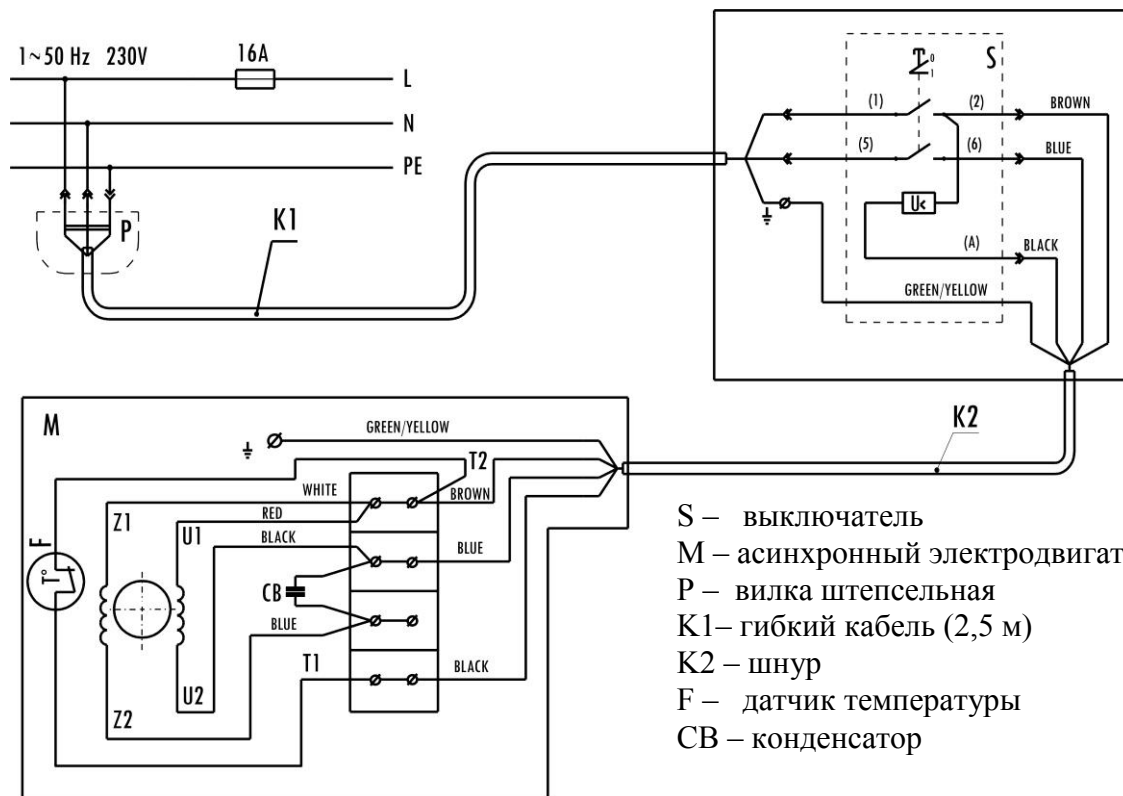 1~50 Hz 230V
16A
L
N
PE
P
K1
S
0
I
(1)
(2)
BROWN
(5)
(6)
BLUE
U<
(A)
BLACK
GREEN/YELLOW
K2
M
GREEN/YELLOW
T2
WHITE
BROWN
Z1
RED
U1
BLACK
BLUE
F
T°
CB
BLUE
T1
BLACK
U2
Z2
S – выключатель
M – асинхронный электродвигат
P – вилка штепсельная
K1– гибкий кабель (2,5 м)
K2 – шнур
F – датчик температуры
CB – конденсатор